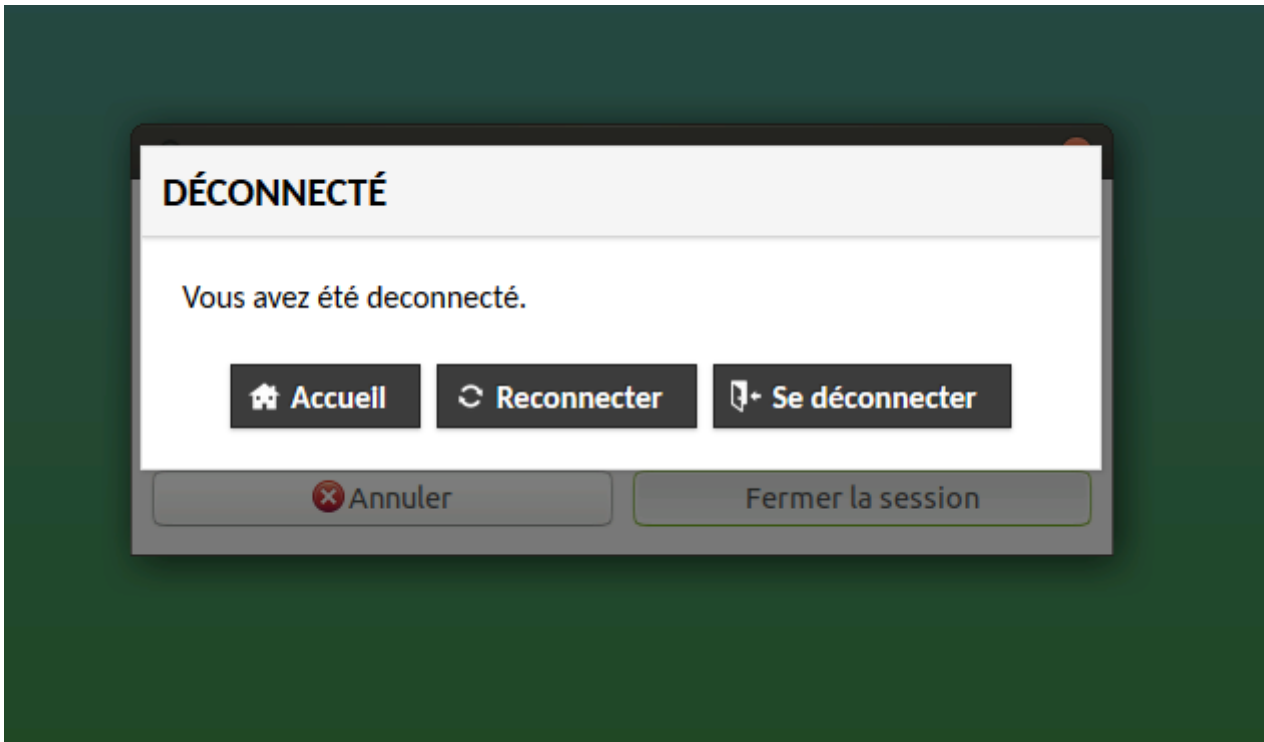 DÉCONNECTÉ
Vous avez été deconnecté.
Accueil Reconnecter Se déconnecter
Annuler Fermer la session